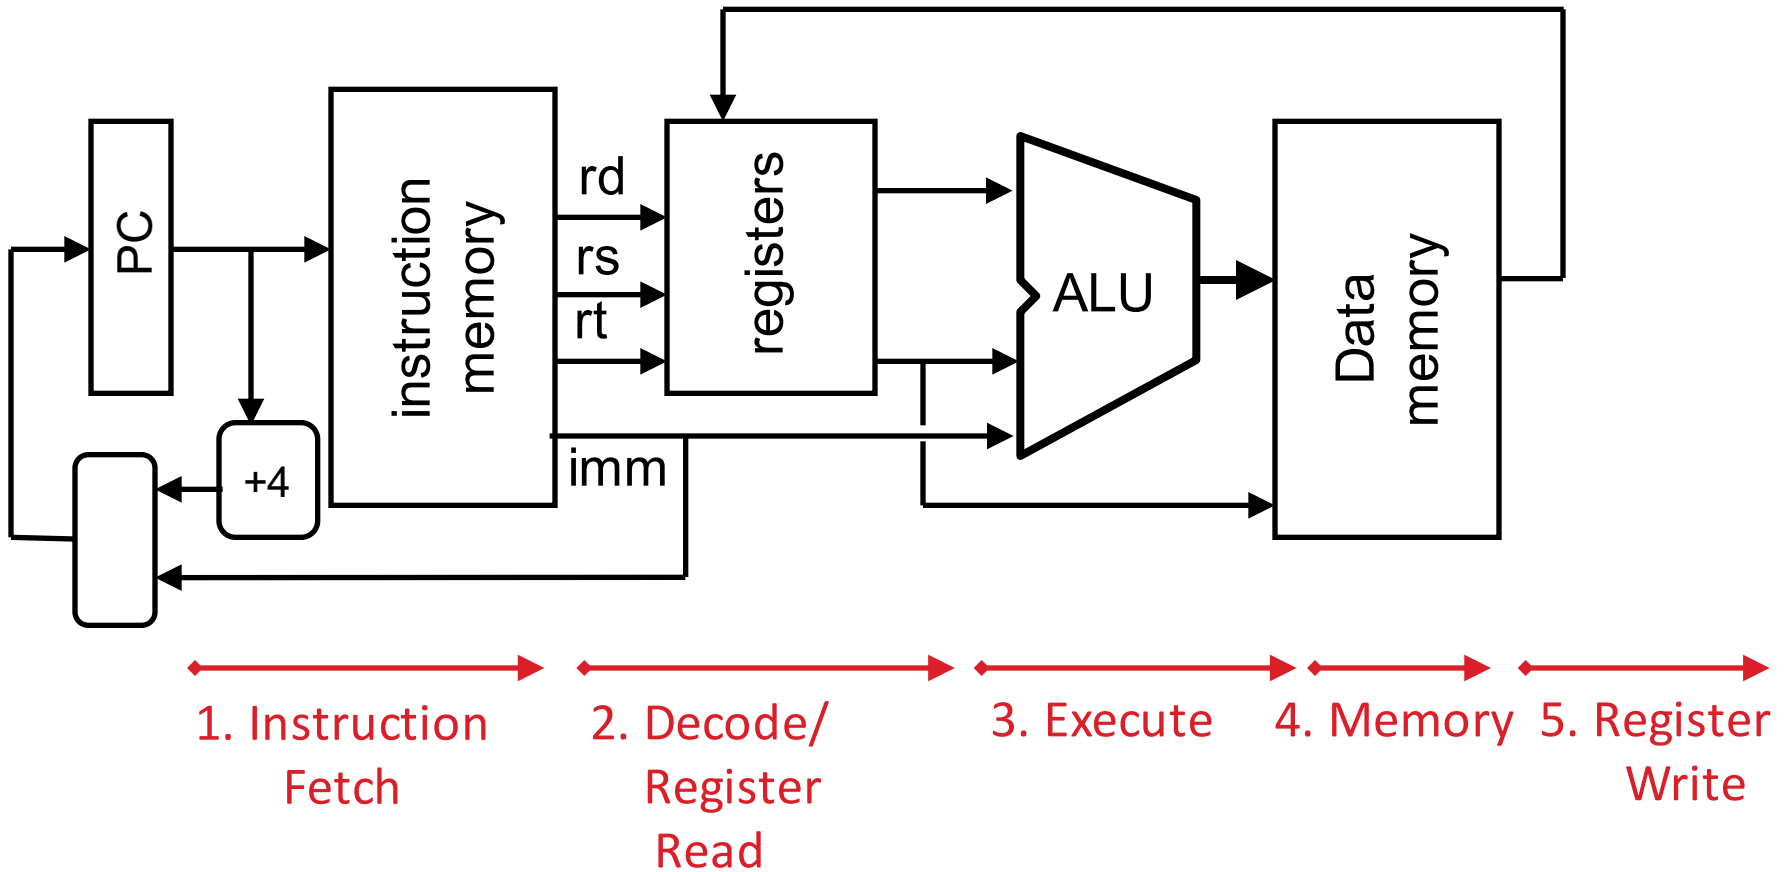 PC
+4
instruction
memory
rd
rs
rt
imm
registers
ALU
Data
memory
1. Instruction
Fetch
2. Decode/
Register
Read
3. Execute
4. Memory
5. Register
Write